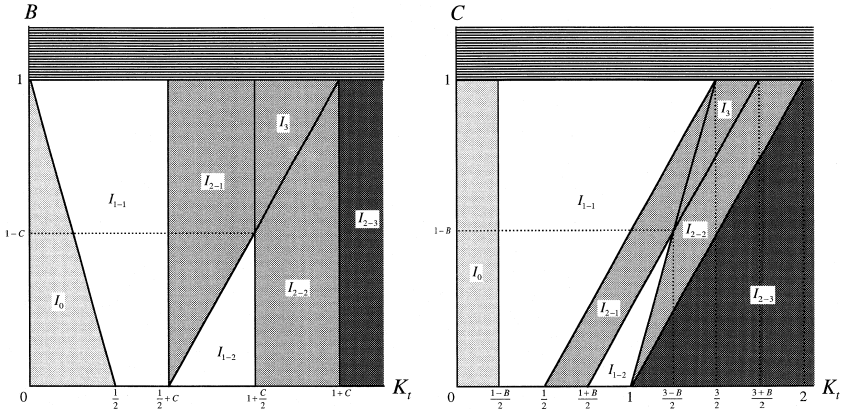 B
1
I₃
I₁₋₁
I₂₋₁
I₂₋₃
1−C
I₀
I₂₋₂
I₁₋₂
0 1/2 1/2+C 1+C/2 1+C Kₜ
C
1
I₃
I₁₋₁
1−B
I₂₋₂
I₀
I₂₋₁
I₂₋₃
I₁₋₂
0 1−B/2 1/2 1+B/2 1 3−B/2 3/2 3+B/2 2 Kₜ